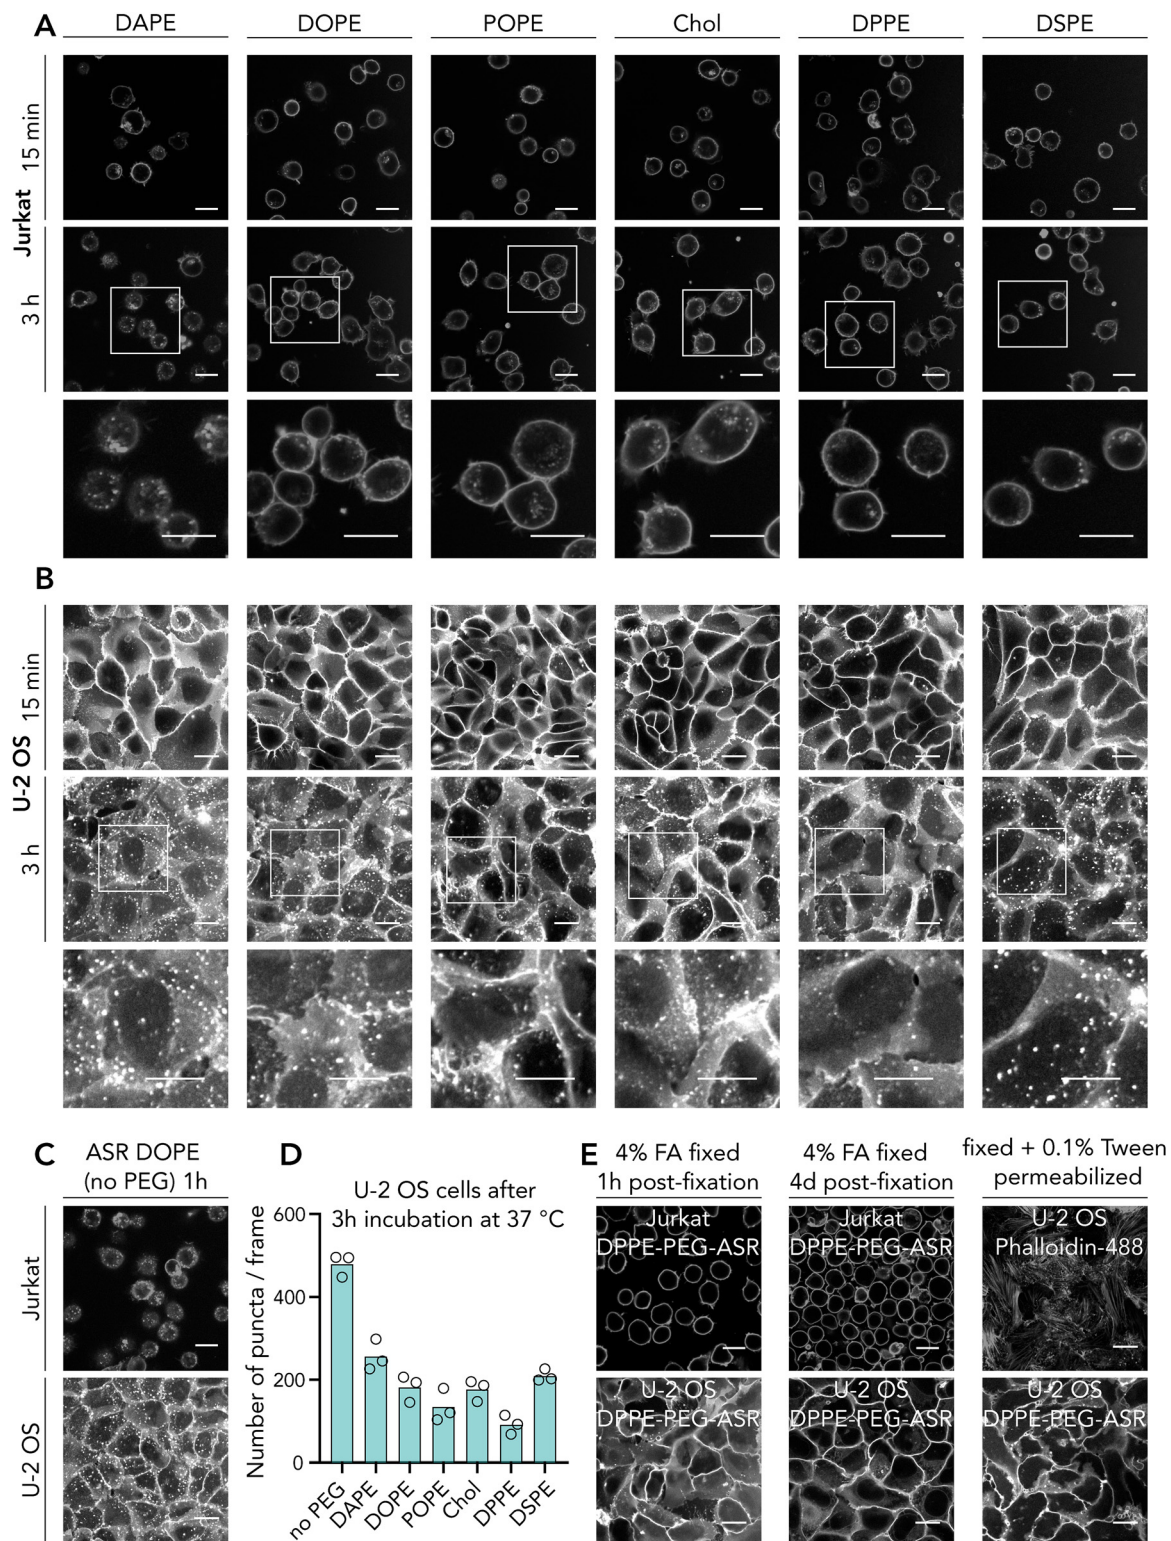 A
DAPE
DOPE
POPE
Chol
DPPE
DSPE
Jurkat 15 min
3 h
B
U-2 OS 15 min
3 h
C
ASR DOPE
(no PEG) 1h
Jurkat
U-2 OS
D
U-2 OS cells after
3h incubation at 37 °C
Number of puncta / frame
600
400
200
0
no PEG
DAPE
DOPE
POPE
Chol
DPPE
DSPE
E
4% FA fixed
1h post-fixation
4% FA fixed
4d post-fixation
fixed + 0.1% Tween
permeabilized
Jurkat
DPPE-PEG-ASR
Jurkat
DPPE-PEG-ASR
U-2 OS
Phalloidin-488
U-2 OS
DPPE-PEG-ASR
U-2 OS
DPPE-PEG-ASR
U-2 OS
DPPE-PEG-ASR